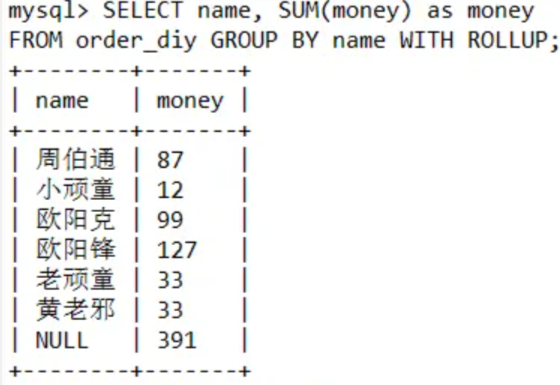 mysql> SELECT name, SUM(money) as money
FROM order_diy GROUP BY name WITH ROLLUP;
+--------+-------+
| name   | money |
+--------+-------+
| 周伯通 | 87    |
| 小顽童 | 12    |
| 欧阳克 | 99    |
| 欧阳锋 | 127   |
| 老顽童 | 33    |
| 黄老邪 | 33    |
| NULL   | 391   |
+--------+-------+